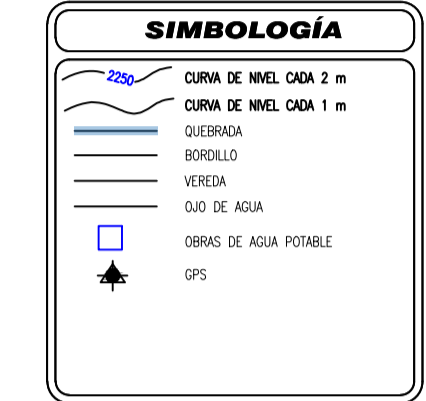 SIMBOLOGÍA
2250 CURVA DE NIVEL CADA 2 m
CURVA DE NIVEL CADA 1 m
QUEBRADA
BORDILLO
VEREDA
OJO DE AGUA
OBRAS DE AGUA POTABLE
GPS